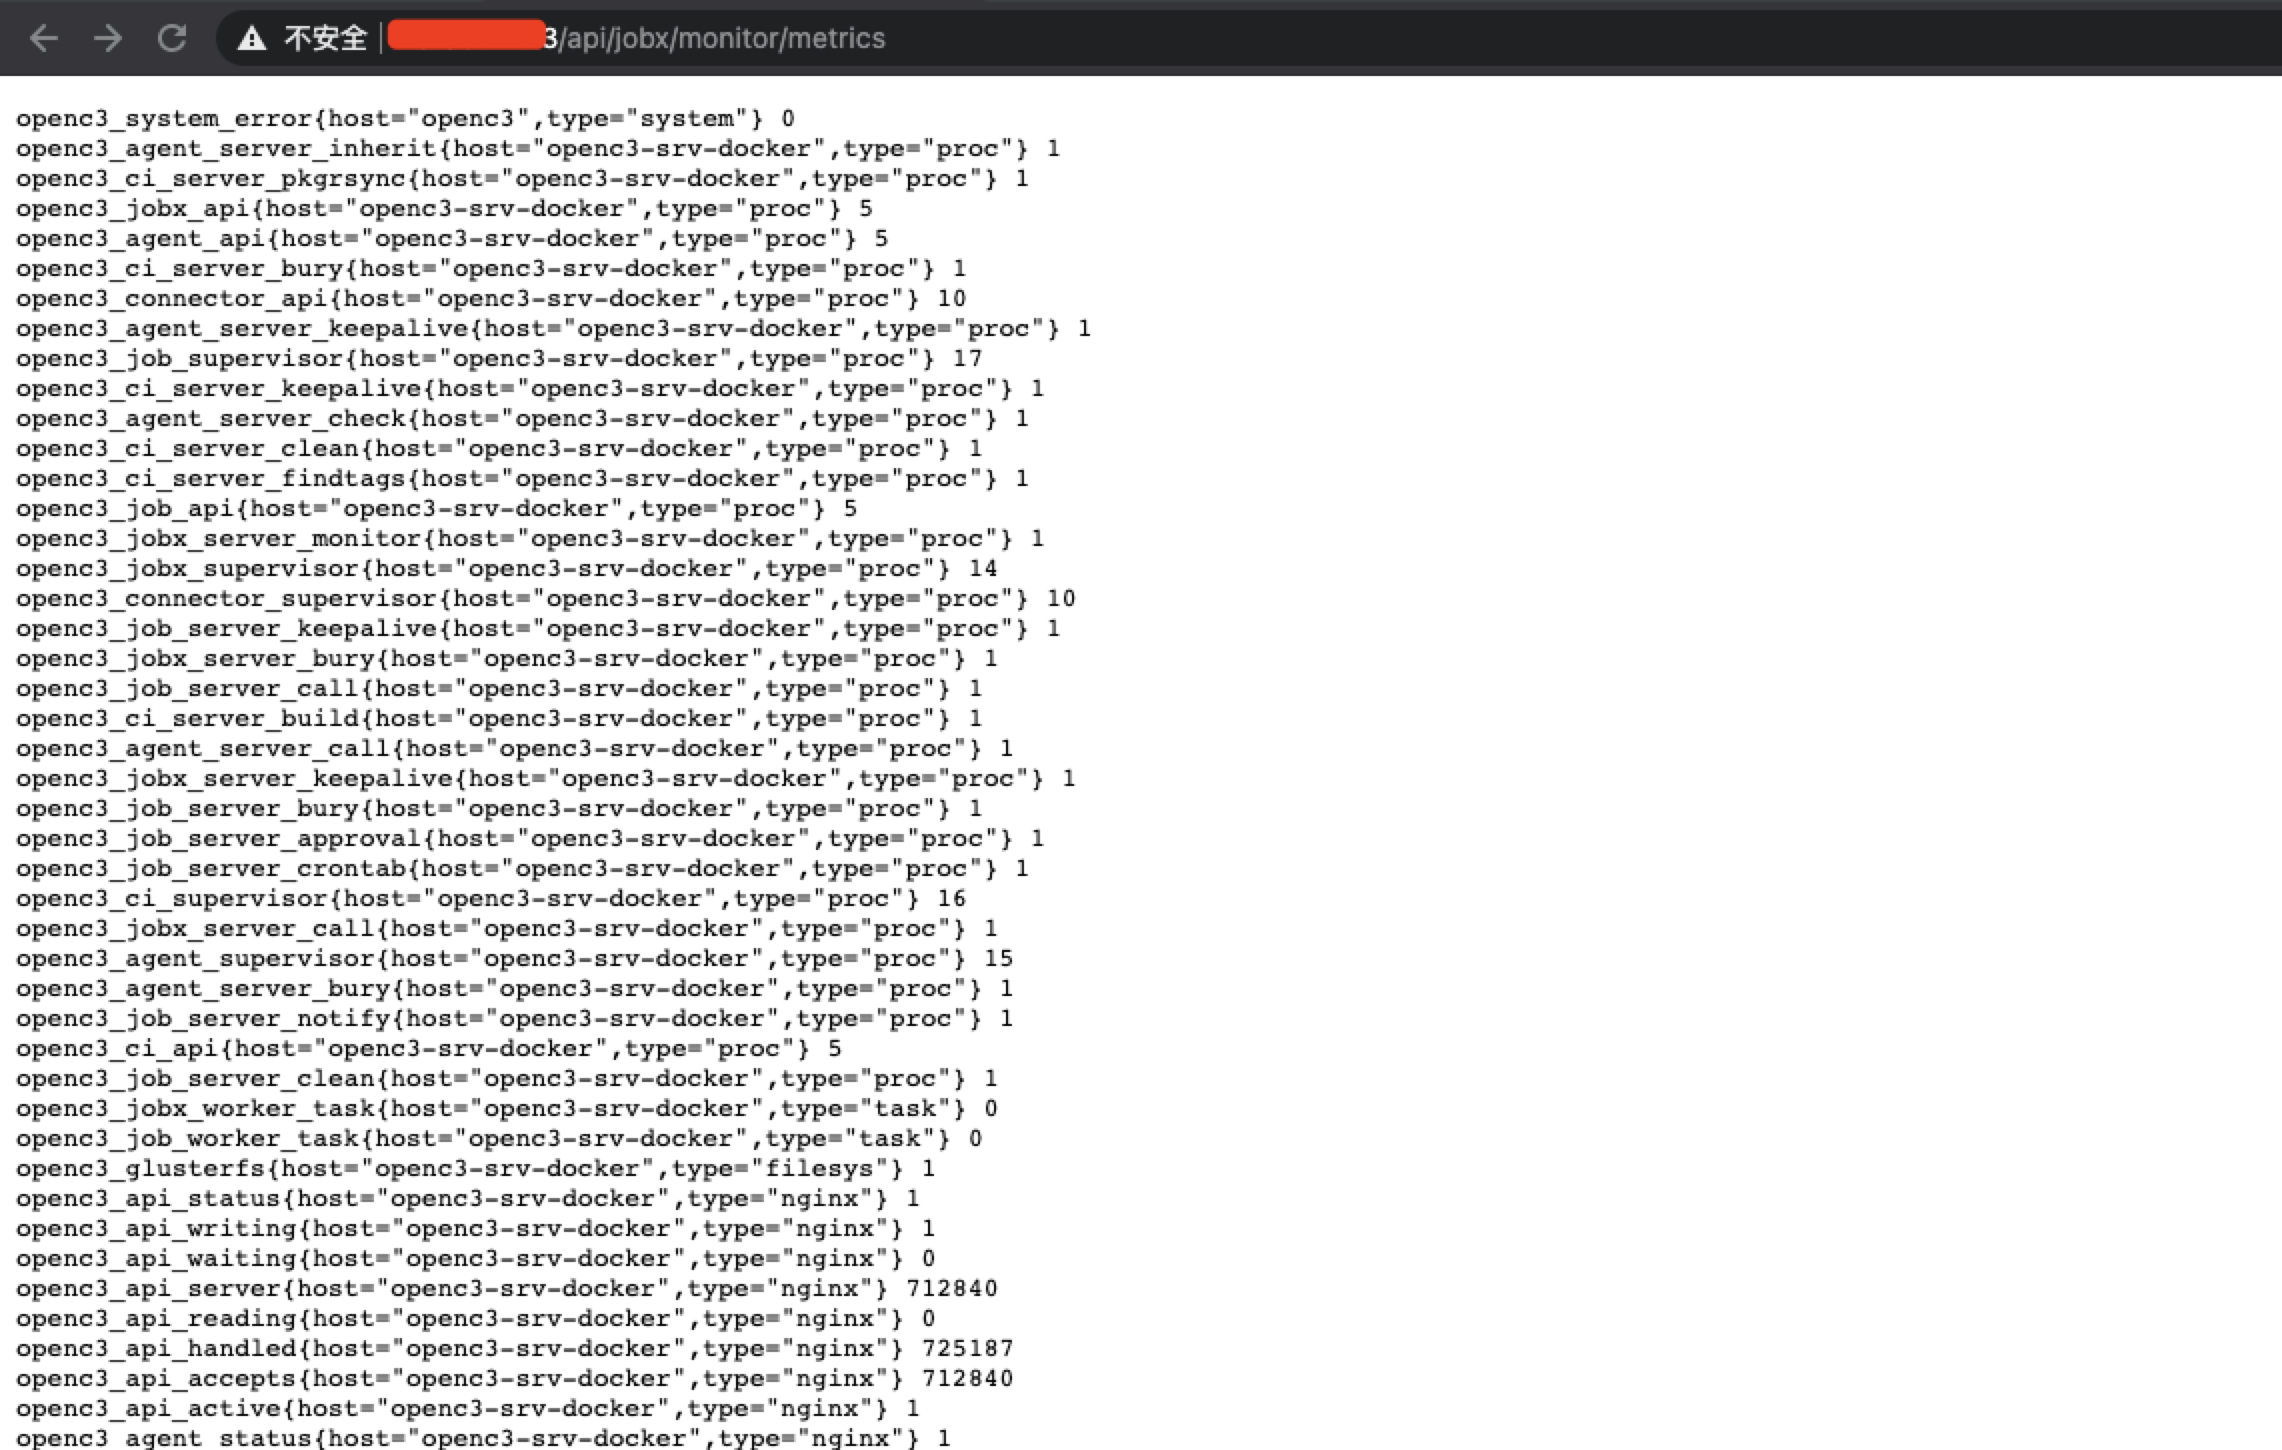 不安全 | 3/api/jobx/monitor/metrics
openc3_system_error{host="openc3",type="system"} 0
openc3_agent_server_inherit{host="openc3-srv-docker",type="proc"} 1
openc3_ci_server_pkgrsync{host="openc3-srv-docker",type="proc"} 1
openc3_jobx_api{host="openc3-srv-docker",type="proc"} 5
openc3_agent_api{host="openc3-srv-docker",type="proc"} 5
openc3_ci_server_bury{host="openc3-srv-docker",type="proc"} 1
openc3_connector_api{host="openc3-srv-docker",type="proc"} 10
openc3_agent_server_keepalive{host="openc3-srv-docker",type="proc"} 1
openc3_job_supervisor{host="openc3-srv-docker",type="proc"} 17
openc3_ci_server_keepalive{host="openc3-srv-docker",type="proc"} 1
openc3_agent_server_check{host="openc3-srv-docker",type="proc"} 1
openc3_ci_server_clean{host="openc3-srv-docker",type="proc"} 1
openc3_ci_server_findtags{host="openc3-srv-docker",type="proc"} 1
openc3_job_api{host="openc3-srv-docker",type="proc"} 5
openc3_jobx_server_monitor{host="openc3-srv-docker",type="proc"} 1
openc3_jobx_supervisor{host="openc3-srv-docker",type="proc"} 14
openc3_connector_supervisor{host="openc3-srv-docker",type="proc"} 10
openc3_job_server_keepalive{host="openc3-srv-docker",type="proc"} 1
openc3_jobx_server_bury{host="openc3-srv-docker",type="proc"} 1
openc3_job_server_call{host="openc3-srv-docker",type="proc"} 1
openc3_ci_server_build{host="openc3-srv-docker",type="proc"} 1
openc3_agent_server_call{host="openc3-srv-docker",type="proc"} 1
openc3_jobx_server_keepalive{host="openc3-srv-docker",type="proc"} 1
openc3_job_server_bury{host="openc3-srv-docker",type="proc"} 1
openc3_job_server_approval{host="openc3-srv-docker",type="proc"} 1
openc3_job_server_crontab{host="openc3-srv-docker",type="proc"} 1
openc3_ci_supervisor{host="openc3-srv-docker",type="proc"} 16
openc3_jobx_server_call{host="openc3-srv-docker",type="proc"} 1
openc3_agent_supervisor{host="openc3-srv-docker",type="proc"} 15
openc3_agent_server_bury{host="openc3-srv-docker",type="proc"} 1
openc3_job_server_notify{host="openc3-srv-docker",type="proc"} 1
openc3_ci_api{host="openc3-srv-docker",type="proc"} 5
openc3_job_server_clean{host="openc3-srv-docker",type="proc"} 1
openc3_jobx_worker_task{host="openc3-srv-docker",type="task"} 0
openc3_job_worker_task{host="openc3-srv-docker",type="task"} 0
openc3_glusterfs{host="openc3-srv-docker",type="filesys"} 1
openc3_api_status{host="openc3-srv-docker",type="nginx"} 1
openc3_api_writing{host="openc3-srv-docker",type="nginx"} 1
openc3_api_waiting{host="openc3-srv-docker",type="nginx"} 0
openc3_api_server{host="openc3-srv-docker",type="nginx"} 712840
openc3_api_reading{host="openc3-srv-docker",type="nginx"} 0
openc3_api_handled{host="openc3-srv-docker",type="nginx"} 725187
openc3_api_accepts{host="openc3-srv-docker",type="nginx"} 712840
openc3_api_active{host="openc3-srv-docker",type="nginx"} 1
openc3_agent_status{host="openc3-srv-docker",type="nginx"} 1